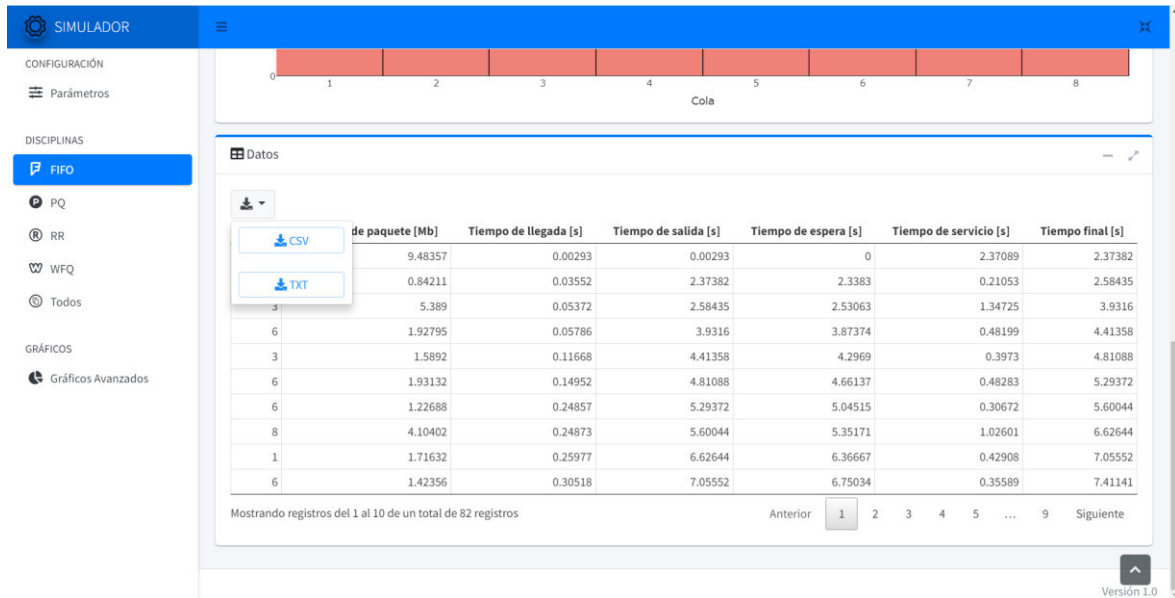 SIMULADOR
CONFIGURACIÓN
Parámetros
DISCIPLINAS
FIFO
PQ
RR
WFQ
Todos
GRÁFICOS
Gráficos Avanzados
0
1 2 3 4 5 6 7 8
Cola
Datos
CSV
TXT
de paquete [Mb] Tiempo de llegada [s] Tiempo de salida [s] Tiempo de espera [s] Tiempo de servicio [s] Tiempo final [s]
9.48357 0.00293 0.00293 0 2.37089 2.37382
0.84211 0.03552 2.37382 2.3383 0.21053 2.58435
3 5.389 0.05372 2.58435 2.53063 1.34725 3.9316
6 1.92795 0.05786 3.9316 3.87374 0.48199 4.41358
3 1.5892 0.11668 4.41358 4.2969 0.3973 4.81088
6 1.93132 0.14952 4.81088 4.66137 0.48283 5.29372
6 1.22688 0.24857 5.29372 5.04515 0.30672 5.60044
8 4.10402 0.24873 5.60044 5.35171 1.02601 6.62644
1 1.71632 0.25977 6.62644 6.36667 0.42908 7.05552
6 1.42356 0.30518 7.05552 6.75034 0.35589 7.41141
Mostrando registros del 1 al 10 de un total de 82 registros
Anterior 1 2 3 4 5 ... 9 Siguiente
Versión 1.0